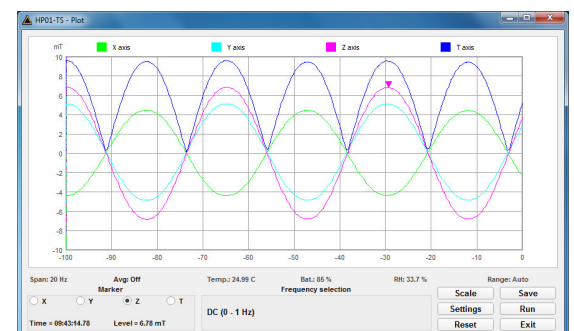 HP01-TS - Plot
mT X axis Y axis Z axis T axis
10
8
6
4
2
0
-2
-4
-6
-8
-10
-100 -90 -80 -70 -60 -50 -40 -30 -20 -10 0
Span: 20 Hz Avg: Off Temp.: 24.99 C Bat.: 85 % RH: 33.7 % Range: Auto
Marker Frequency selection Scale Save
X Y Z T
DC (0 - 1 Hz) Settings Run
Time = 09:43:14.78 Level = 6.78 mT Reset Exit